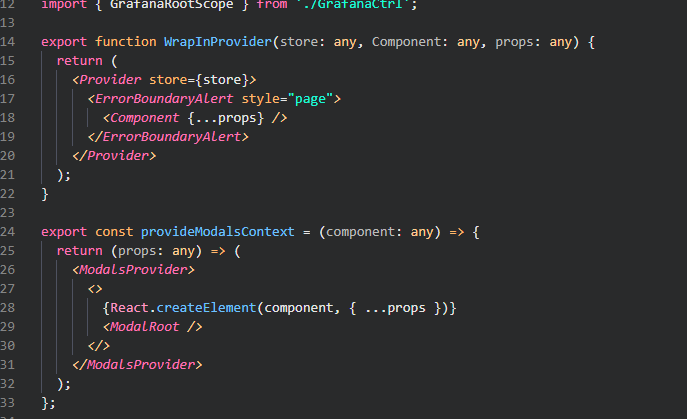 12 import { GrafanaRootScope } from './GrafanaCtrl';
13
14 export function WrapInProvider(store: any, Component: any, props: any) {
15   return (
16     <Provider store={store}>
17       <ErrorBoundaryAlert style="page">
18         <Component {...props} />
19       </ErrorBoundaryAlert>
20     </Provider>
21   );
22 }
23
24 export const provideModalsContext = (component: any) => {
25   return (props: any) => (
26     <ModalsProvider>
27       <>
28         {React.createElement(component, { ...props })}
29         <ModalRoot />
30       </>
31     </ModalsProvider>
32   );
33 };